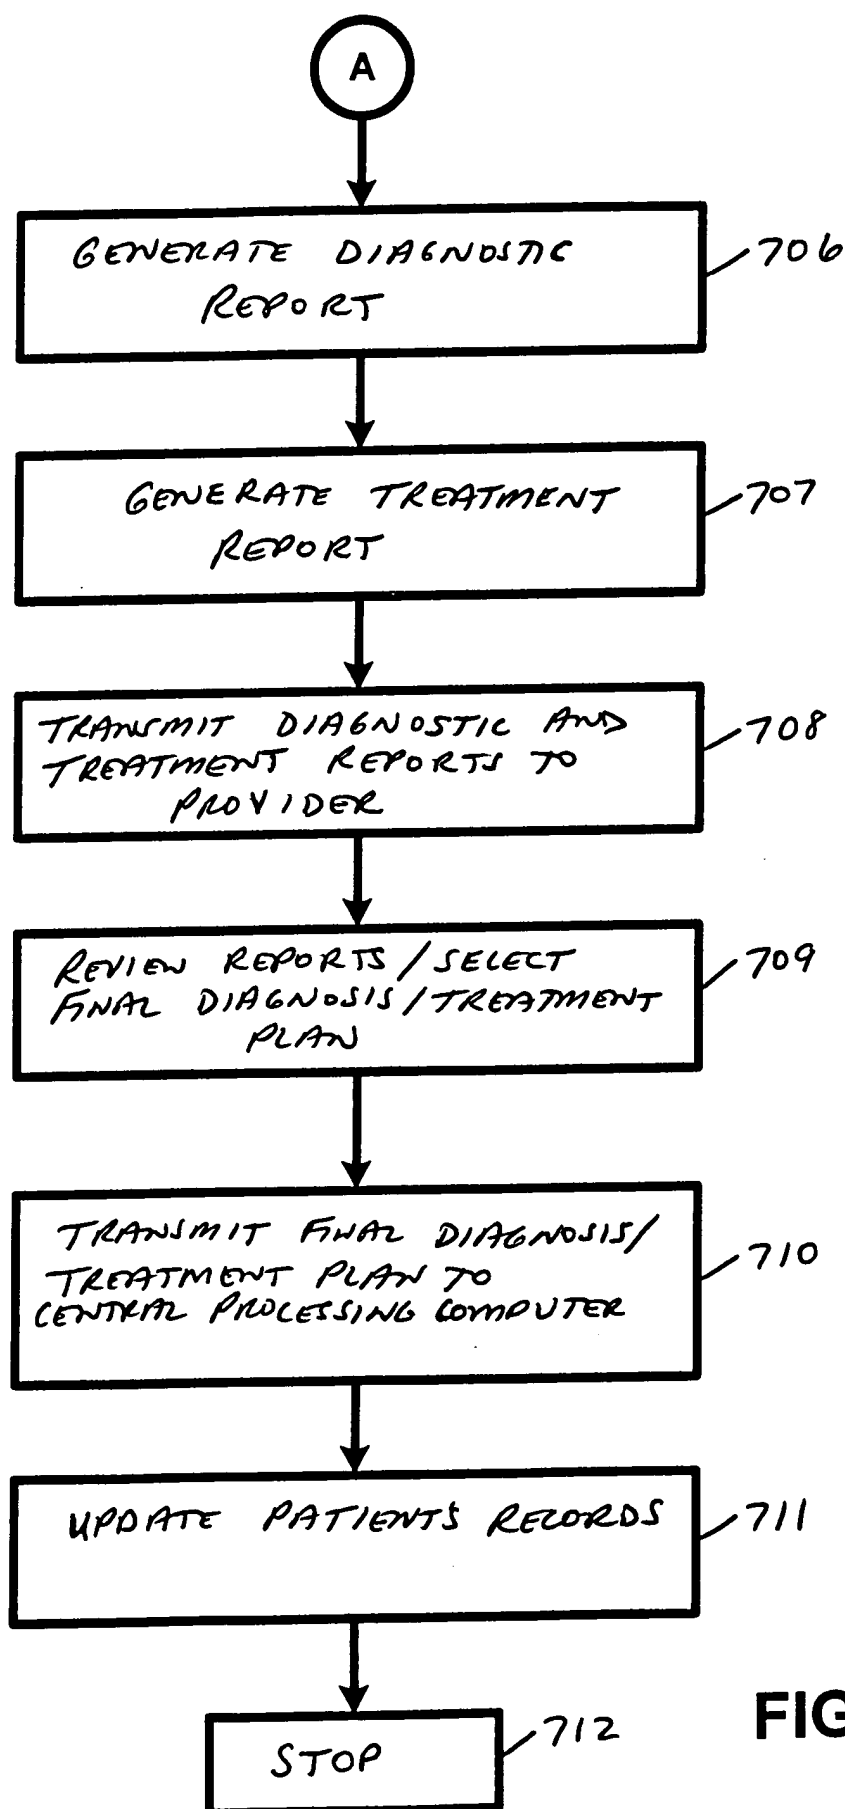 A
GENERATE DIAGNOSTIC
REPORT
706
GENERATE TREATMENT
REPORT
707
TRANSMIT DIAGNOSTIC AND
TREATMENT REPORTS TO
PROVIDER
708
REVIEW REPORTS/SELECT
FINAL DIAGNOSIS/TREATMENT
PLAN
709
TRANSMIT FINAL DIAGNOSIS/
TREATMENT PLAN TO
CENTRAL PROCESSING COMPUTER
710
UPDATE PATIENTS RECORDS
711
STOP
712
FIG